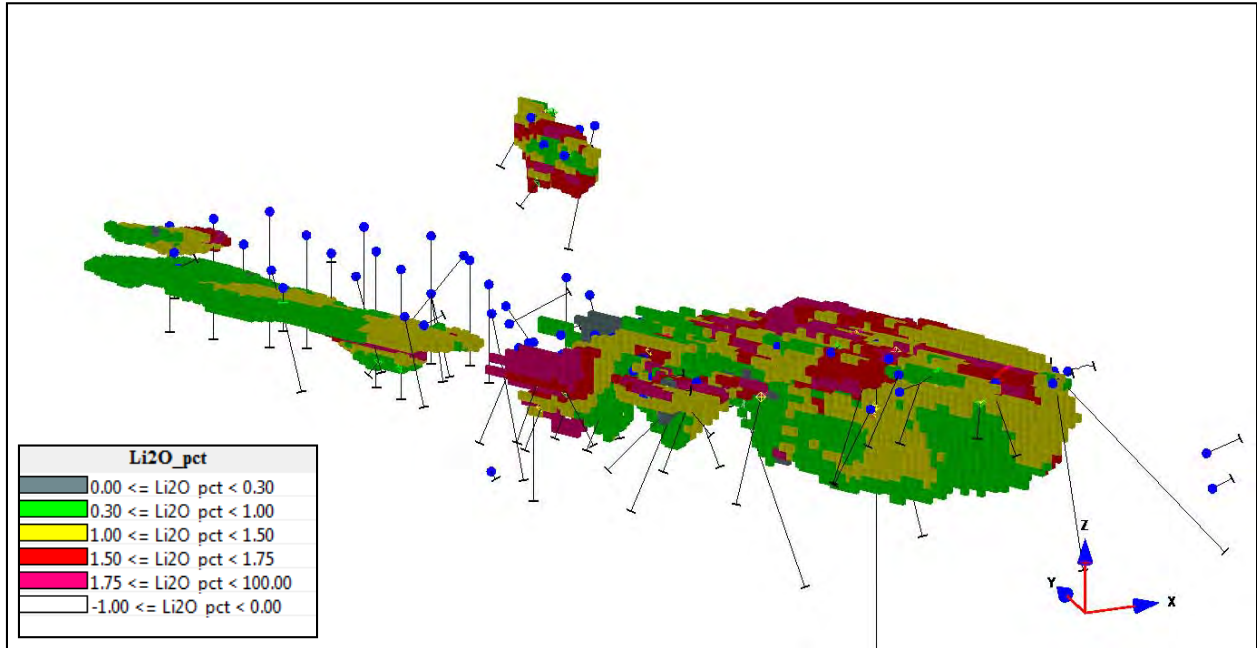 Li2O_pct
0.00 <= Li2O pct < 0.30
0.30 <= Li2O pct < 1.00
1.00 <= Li2O pct < 1.50
1.50 <= Li2O pct < 1.75
1.75 <= Li2O pct < 100.00
-1.00 <= Li2O pct < 0.00
Z
Y
X